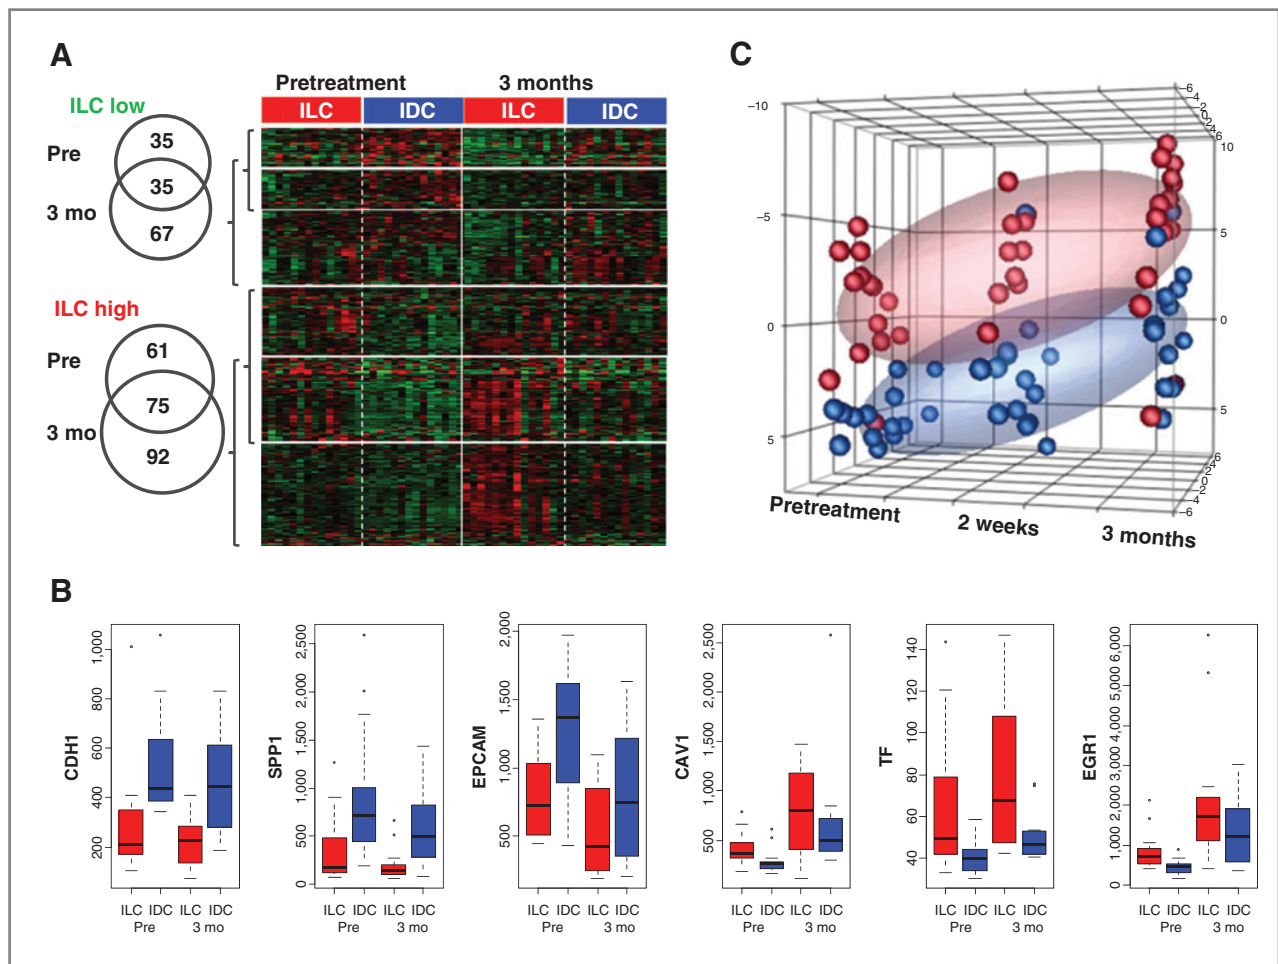 A
Pretreatment 3 months
ILC IDC ILC IDC
ILC low
Pre
35
35
3 mo
67
ILC high
Pre
61
75
3 mo
92
C
-10
-5
0
5
-6
-4
-2
0
2
4
6
10
5
0
5
6
4
2
0
-2
-4
-6
Pretreatment
2 weeks
3 months
B
CDH1
1,000
800
600
400
200
ILC IDC ILC IDC
Pre 3 mo
SPP1
2,500
2,000
1,500
1,000
500
0
ILC IDC ILC IDC
Pre 3 mo
EPCAM
2,000
1,500
1,000
500
ILC IDC ILC IDC
Pre 3 mo
CAV1
2,500
2,000
1,500
1,000
500
ILC IDC ILC IDC
Pre 3 mo
TF
140
120
100
80
60
40
ILC IDC ILC IDC
Pre 3 mo
EGR1
6,000
5,000
4,000
3,000
2,000
1,000
0
ILC IDC ILC IDC
Pre 3 mo